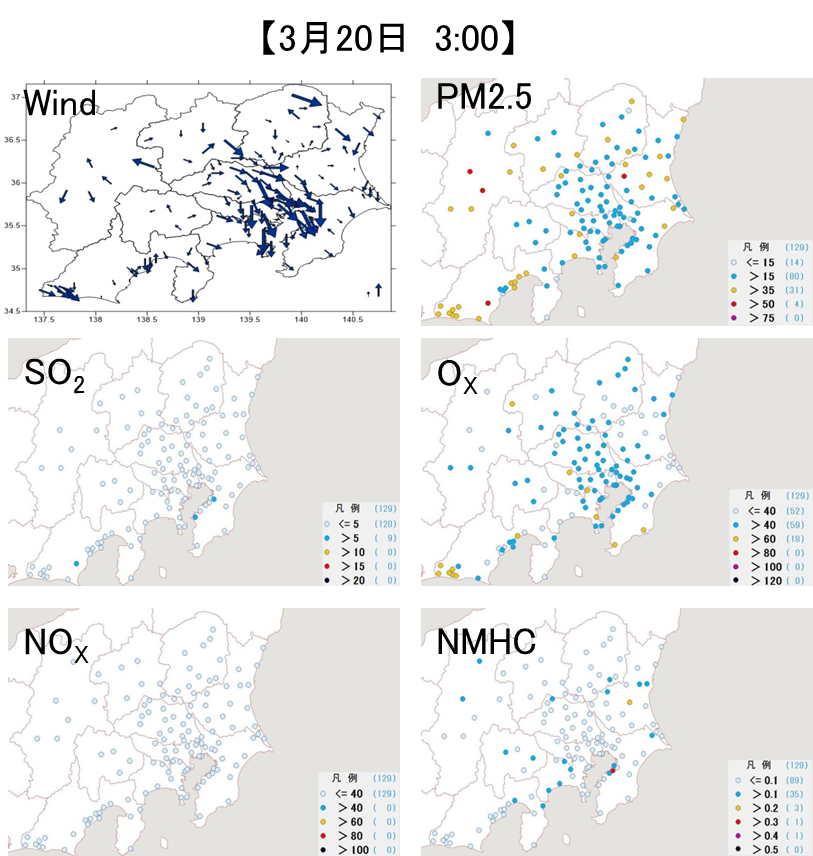 【3月20日 3:00】
Wind
37
36.5
36
35.5
35
34.5
137.5 138 138.5 139 139.5 140 140.5
PM2.5
凡 例 (129)
<= 15 (14)
>15 (80)
>35 (31)
>50 (4)
>75 (0)
SO2
凡 例 (129)
<= 5 (120)
>5 (9)
>10 (0)
>15 (0)
>20 (0)
OX
凡 例 (129)
<= 40 (52)
>40 (59)
>60 (18)
>80 (0)
>100 (0)
>120 (0)
NOX
凡 例 (129)
<= 40 (129)
>40 (0)
>60 (0)
>80 (0)
>100 (0)
NMHC
凡 例 (129)
<= 0.1 (89)
>0.1 (35)
>0.2 (3)
>0.3 (1)
>0.4 (1)
>0.5 (0)